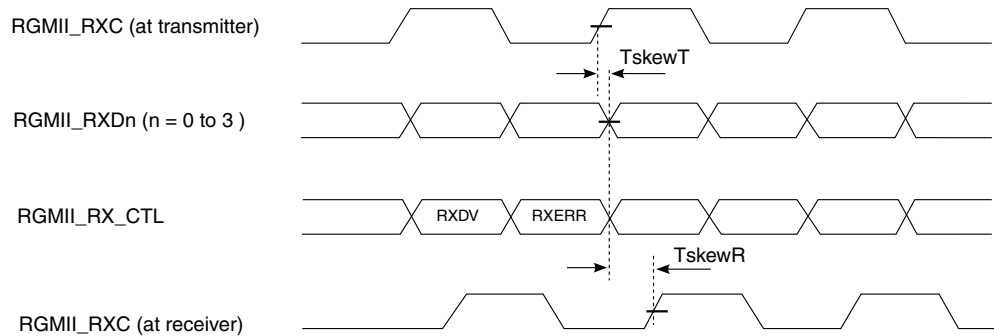 RGMII_RXC (at transmitter)
TskewT
RGMII_RXDn (n = 0 to 3 )
RGMII_RX_CTL
RXDV
RXERR
TskewR
RGMII_RXC (at receiver)